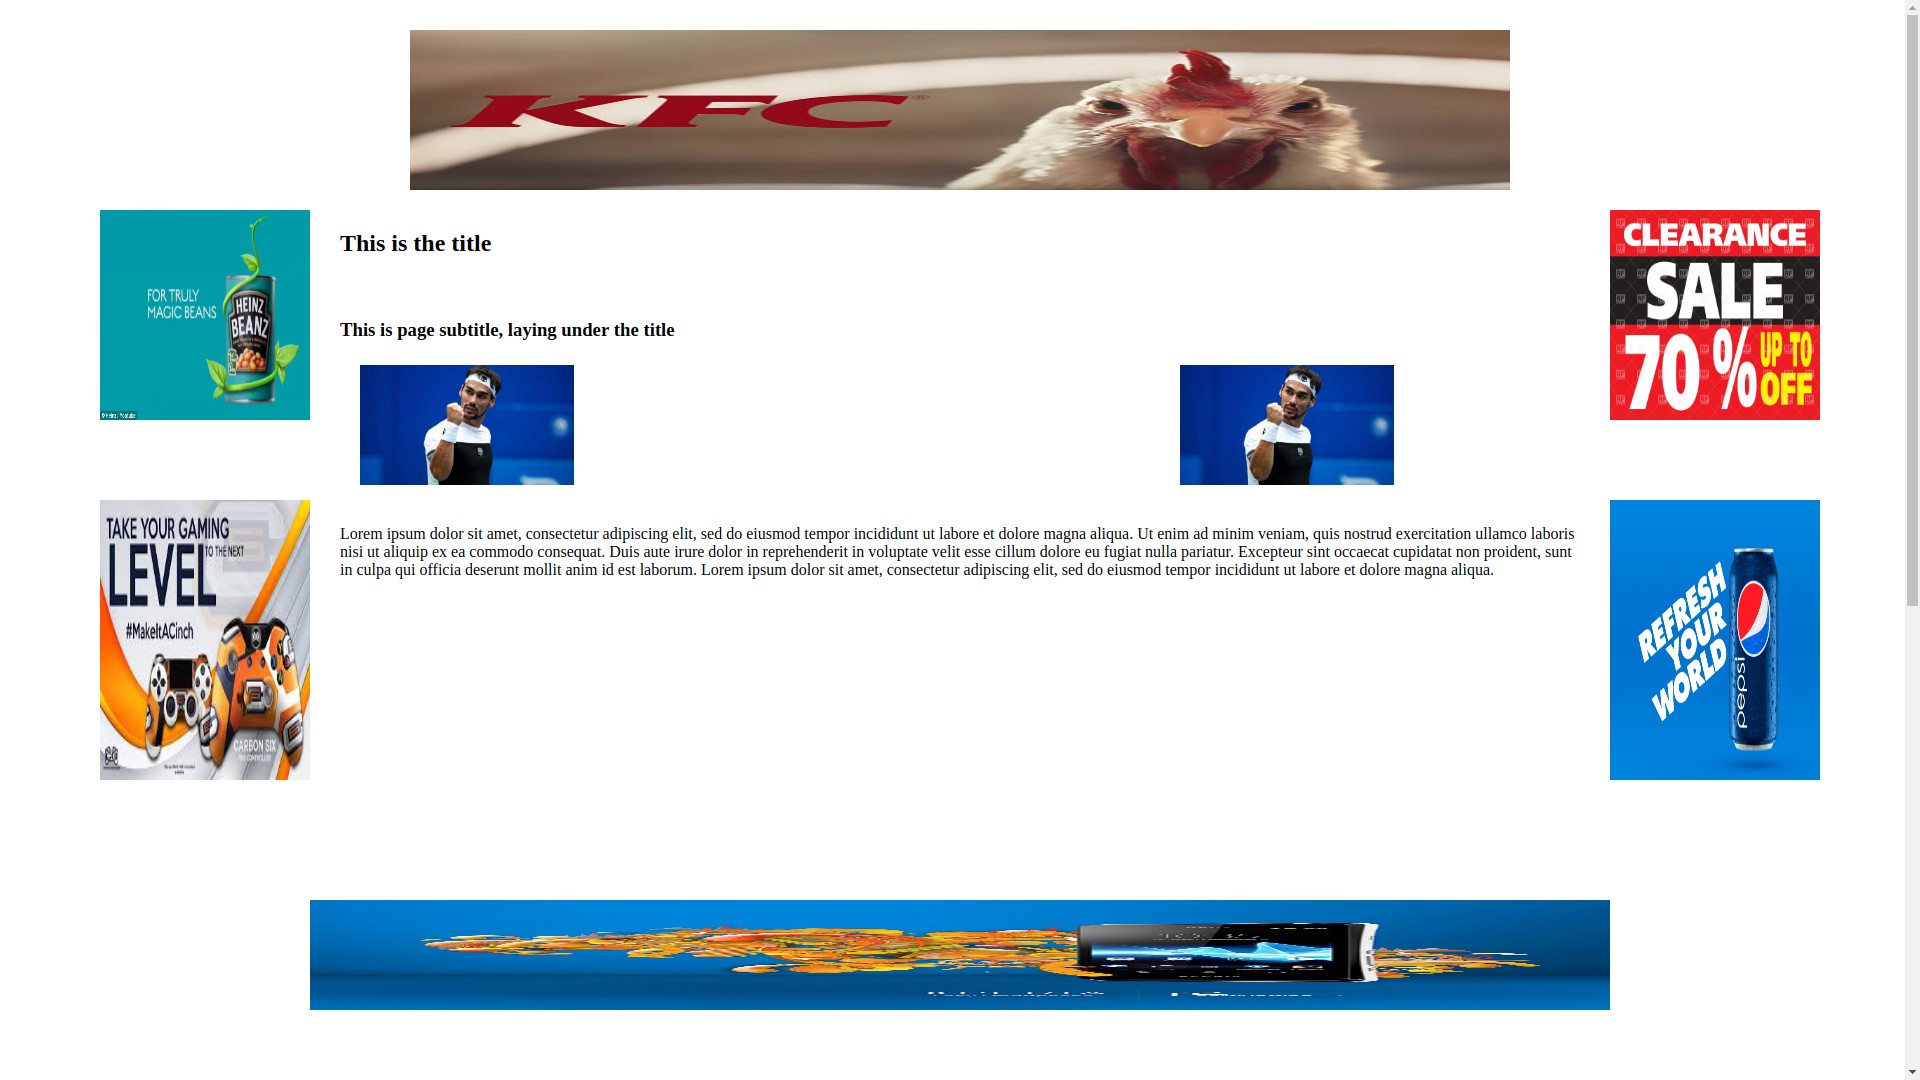 KFC
This is the title
FOR TRULY
MAGIC BEANS
HEINZ
BEANZ
© Heinz / Youtube
CLEARANCE
SALE
70% UP TO
OFF
This is page subtitle, laying under the title
TAKE YOUR GAMING
LEVEL TO THE NEXT
#MakeItACinch
CARBON SIX
Lorem ipsum dolor sit amet, consectetur adipiscing elit, sed do eiusmod tempor incididunt ut labore et dolore magna aliqua. Ut enim ad minim veniam, quis nostrud exercitation ullamco laboris
nisi ut aliquip ex ea commodo consequat. Duis aute irure dolor in reprehenderit in voluptate velit esse cillum dolore eu fugiat nulla pariatur. Excepteur sint occaecat cupidatat non proident, sunt
in culpa qui officia deserunt mollit anim id est laborum. Lorem ipsum dolor sit amet, consectetur adipiscing elit, sed do eiusmod tempor incididunt ut labore et dolore magna aliqua.
REFRESH
YOUR
WORLD
pepsi